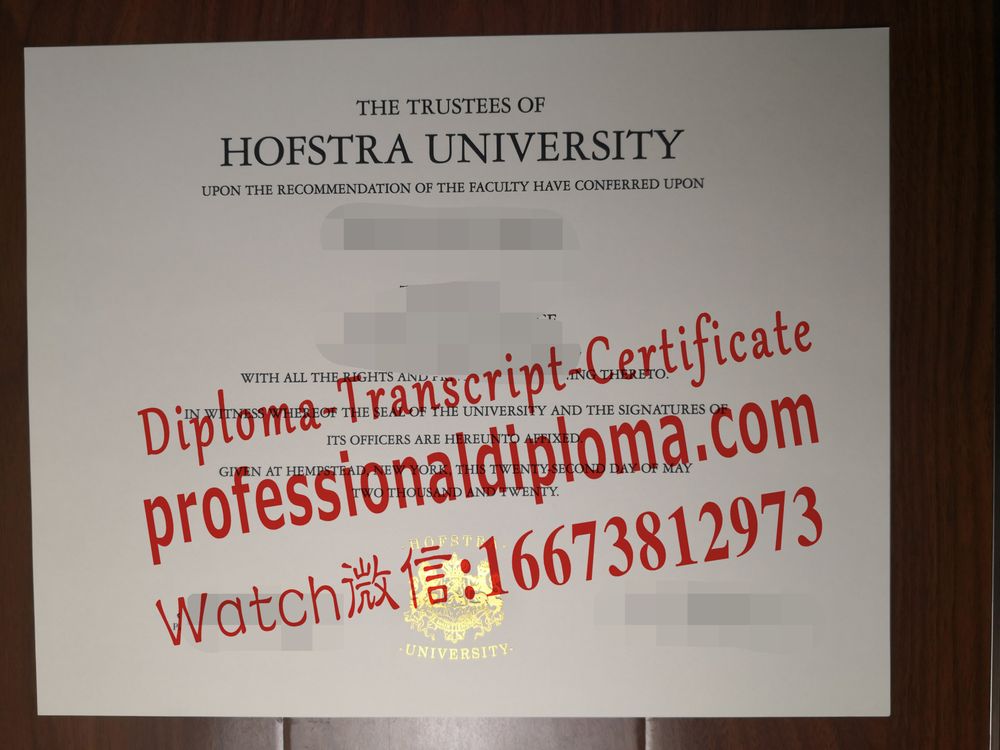 THE TRUSTEES OF
HOFSTRA UNIVERSITY
UPON THE RECOMMENDATION OF THE FACULTY HAVE CONFERRED UPON
WITH ALL THE RIGHTS AND THERETO.
IN WITNESS WHEREOF THE SEAL OF THE UNIVERSITY AND THE SIGNATURES OF
ITS OFFICERS ARE HEREUNTO AFFIXED.
GIVEN AT HEMPSTEAD, NEW YORK, THIS TWENTY-SECOND DAY OF MAY
TWO THOUSAND AND TWENTY.
Diploma-Transcript-Certificate
professionaldiploma.com
Watch微信:16673812973
HOFSTRA
UNIVERSITY